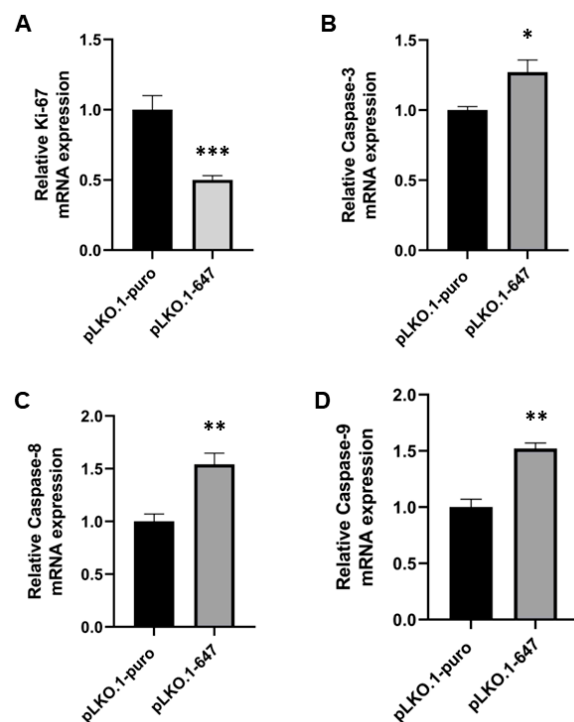 A
Relative Ki-67
mRNA expression
1.5
1.0
0.5
0.0
***
pLKO.1-puro
pLKO.1-647
B
Relative Caspase-3
mRNA expression
1.5
1.0
0.5
0.0
*
pLKO.1-puro
pLKO.1-647
C
Relative Caspase-8
mRNA expression
2.0
1.5
1.0
0.5
0.0
**
pLKO.1-puro
pLKO.1-647
D
Relative Caspase-9
mRNA expression
2.0
1.5
1.0
0.5
0.0
**
pLKO.1-puro
pLKO.1-647